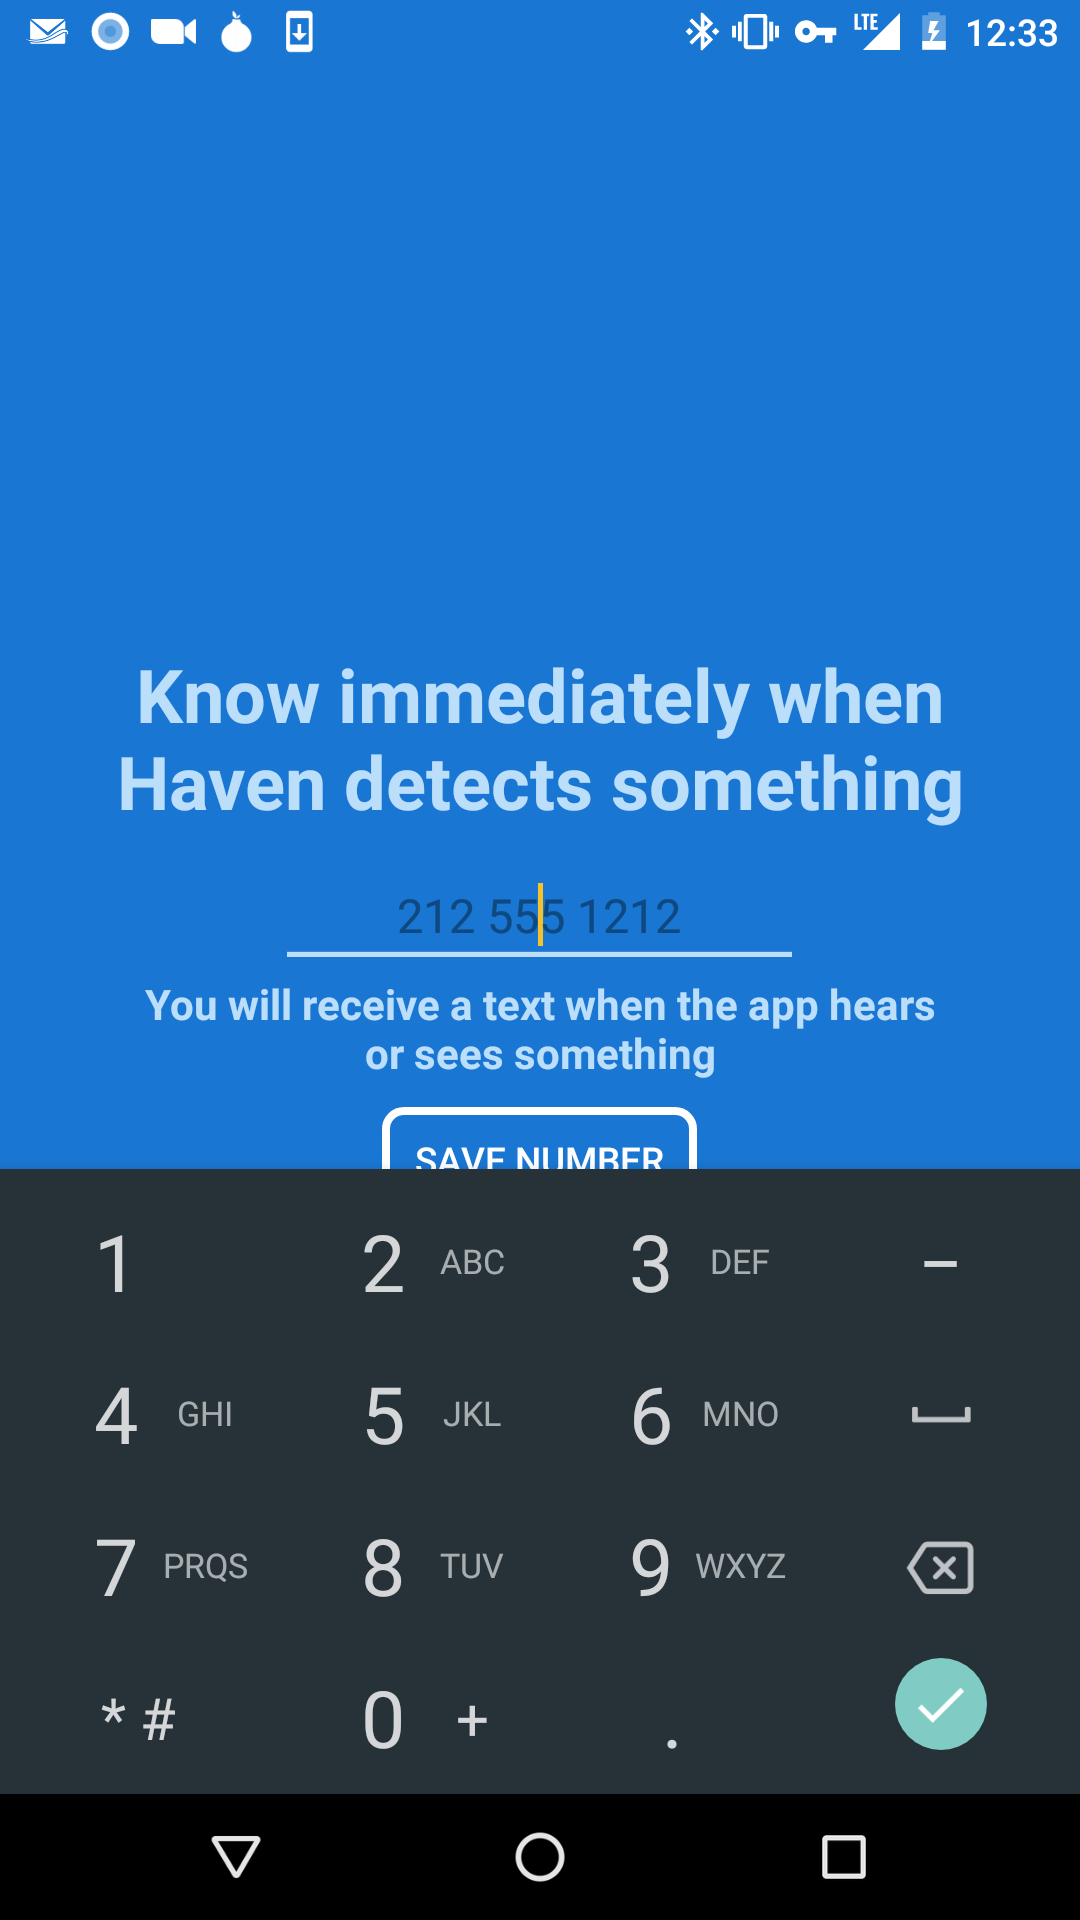 LTE 12:33
Know immediately when
Haven detects something
212 555 1212
You will receive a text when the app hears
or sees something
SAVE NUMBER
1 2 ABC 3 DEF –
4 GHI 5 JKL 6 MNO
7 PRQS 8 TUV 9 WXYZ
* # 0 + .